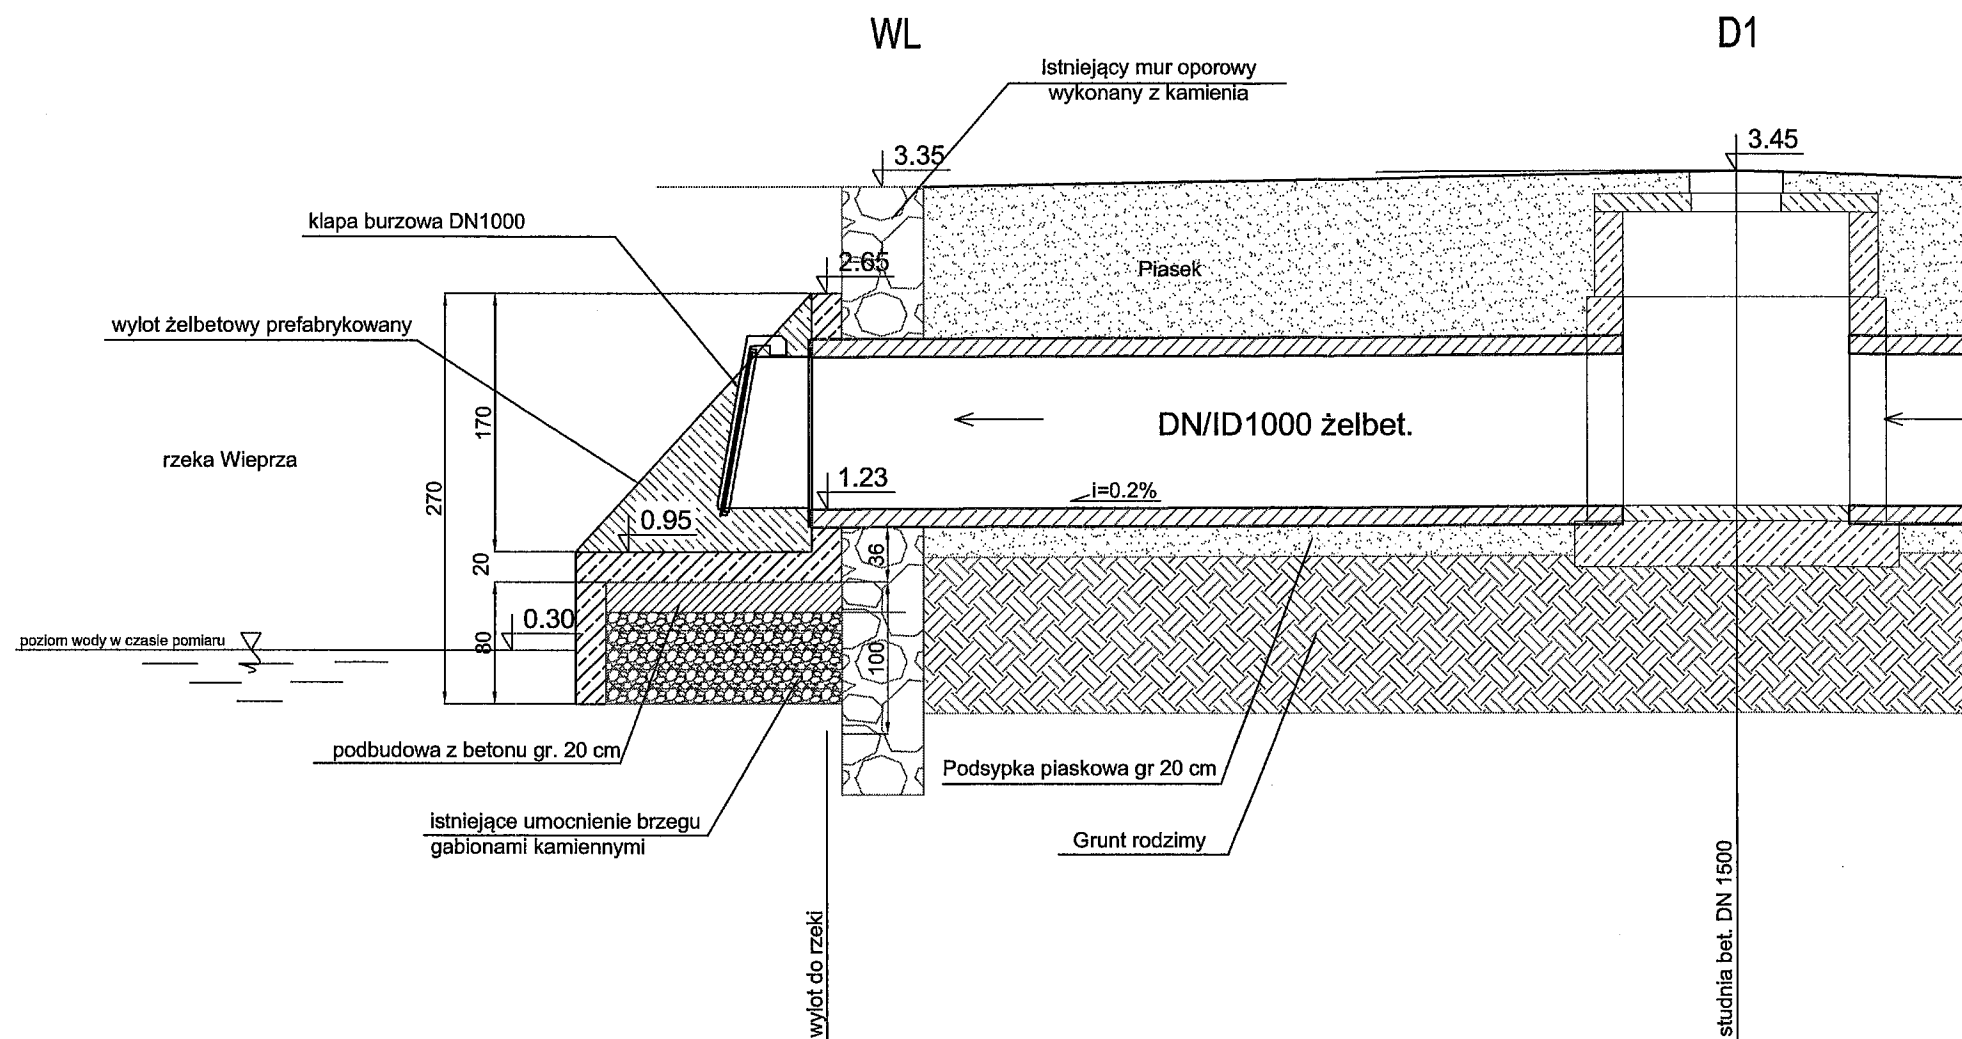 WL
D1
Istniejący mur oporowy
wykonany z kamienia
3.45
3.35
klapa burzowa DN1000
2.65
Piasek
wylot żelbetowy prefabrykowany
170
DN/ID1000 żelbet.
rzeka Wieprza
1.23
i=0.2%
270
0.95
20
36
0.30
poziom wody w czasie pomiaru
80
100
podbudowa z betonu gr. 20 cm
Podsypka piaskowa gr 20 cm
istniejące umocnienie brzegu
gabionami kamiennymi
Grunt rodzimy
wylot do rzeki
studnia bet. DN 1500